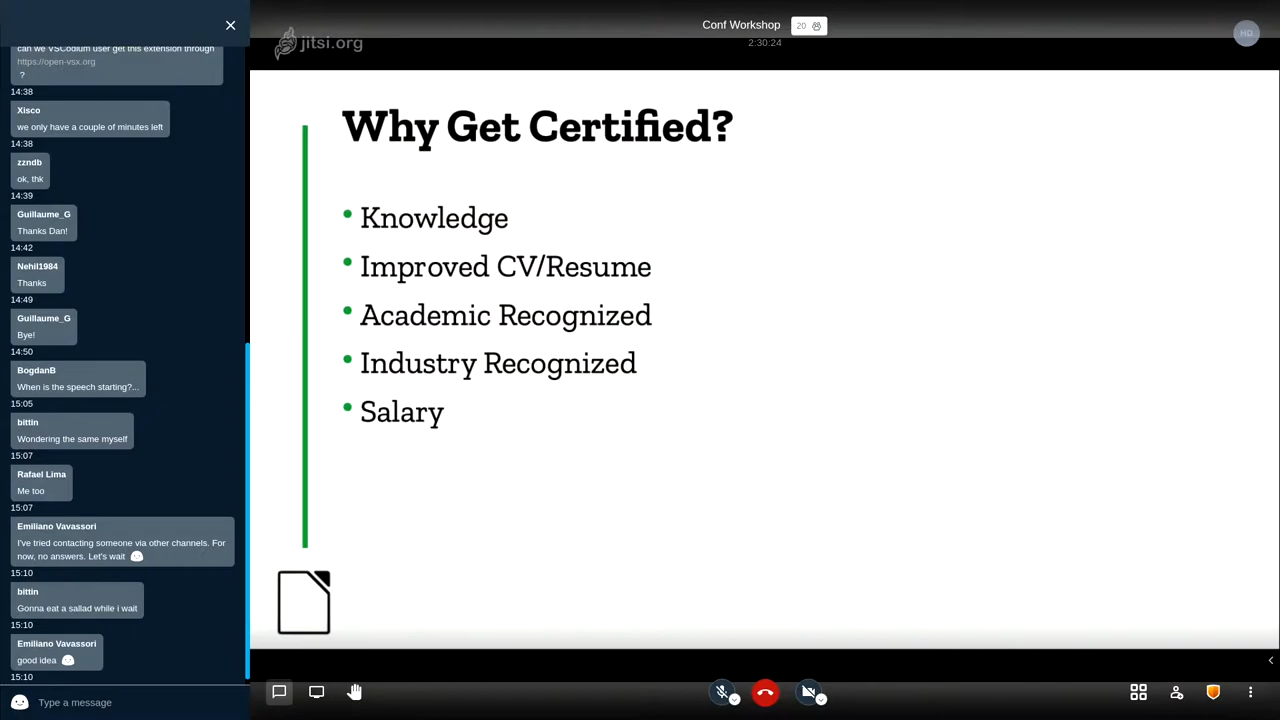 can we VSCodium user get this extension through
https://open-vsx.org
?
14:38
Xisco
we only have a couple of minutes left
14:38
zzndb
ok, thk
14:39
Guillaume_G
Thanks Dan!
14:42
Nehil1984
Thanks
14:49
Guillaume_G
Bye!
14:50
BogdanB
When is the speech starting?...
15:05
bittin
Wondering the same myself
15:07
Rafael Lima
Me too
15:07
Emiliano Vavassori
I've tried contacting someone via other channels. For
now, no answers. Let's wait
15:10
bittin
Gonna eat a sallad while i wait
15:10
Emiliano Vavassori
good idea
15:10
Type a message
jitsi.org
Conf Workshop 20
2:30:24
HD
Why Get Certified?
• Knowledge
• Improved CV/Resume
• Academic Recognized
• Industry Recognized
• Salary